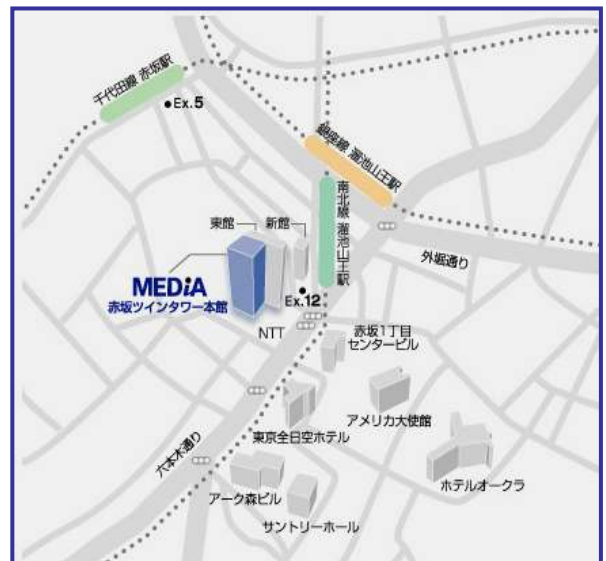 千代田線 赤坂駅
Ex.5
銀座線 溜池山王駅
南北線 溜池山王駅
外堀通り
東館
新館
MEDiA
赤坂ツインタワー本館
Ex.12
NTT
赤坂1丁目
センタービル
アメリカ大使館
東京全日空ホテル
六本木通り
ホテルオークラ
アーク森ビル
サントリーホール